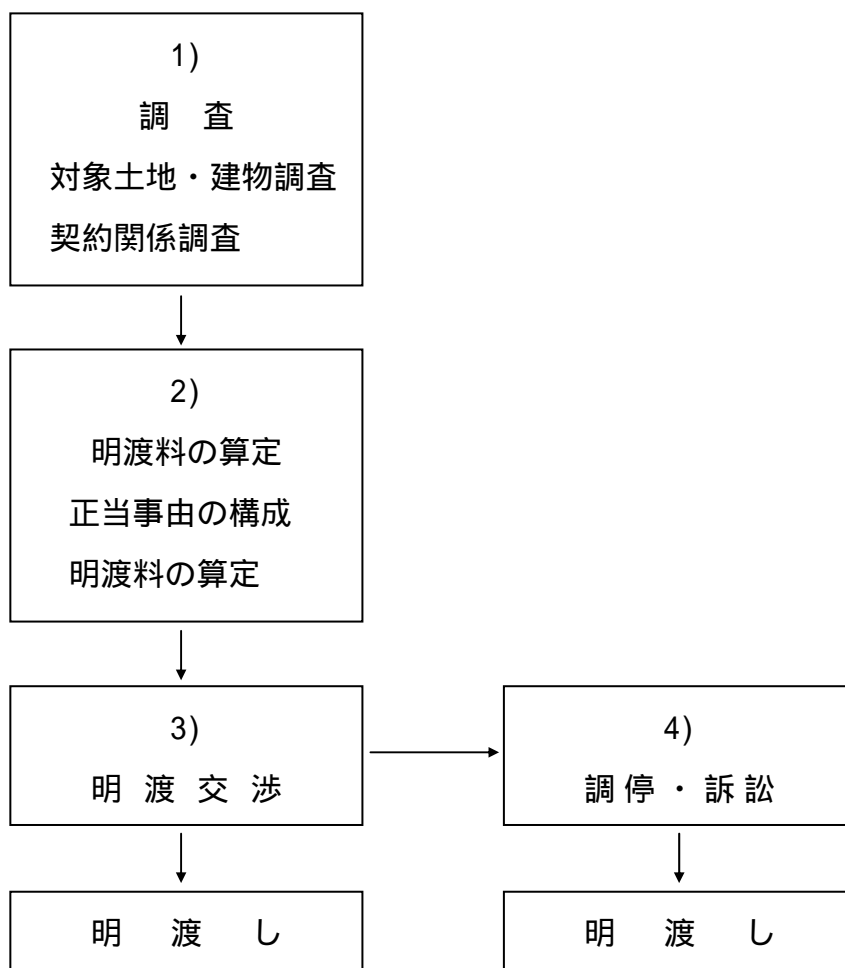 1)
調　査
対象土地・建物調査
契約関係調査
2)
明渡料の算定
正当事由の構成
明渡料の算定
3)
明 渡 交 渉
4)
調 停 ・ 訴 訟
明　渡　し
明　渡　し